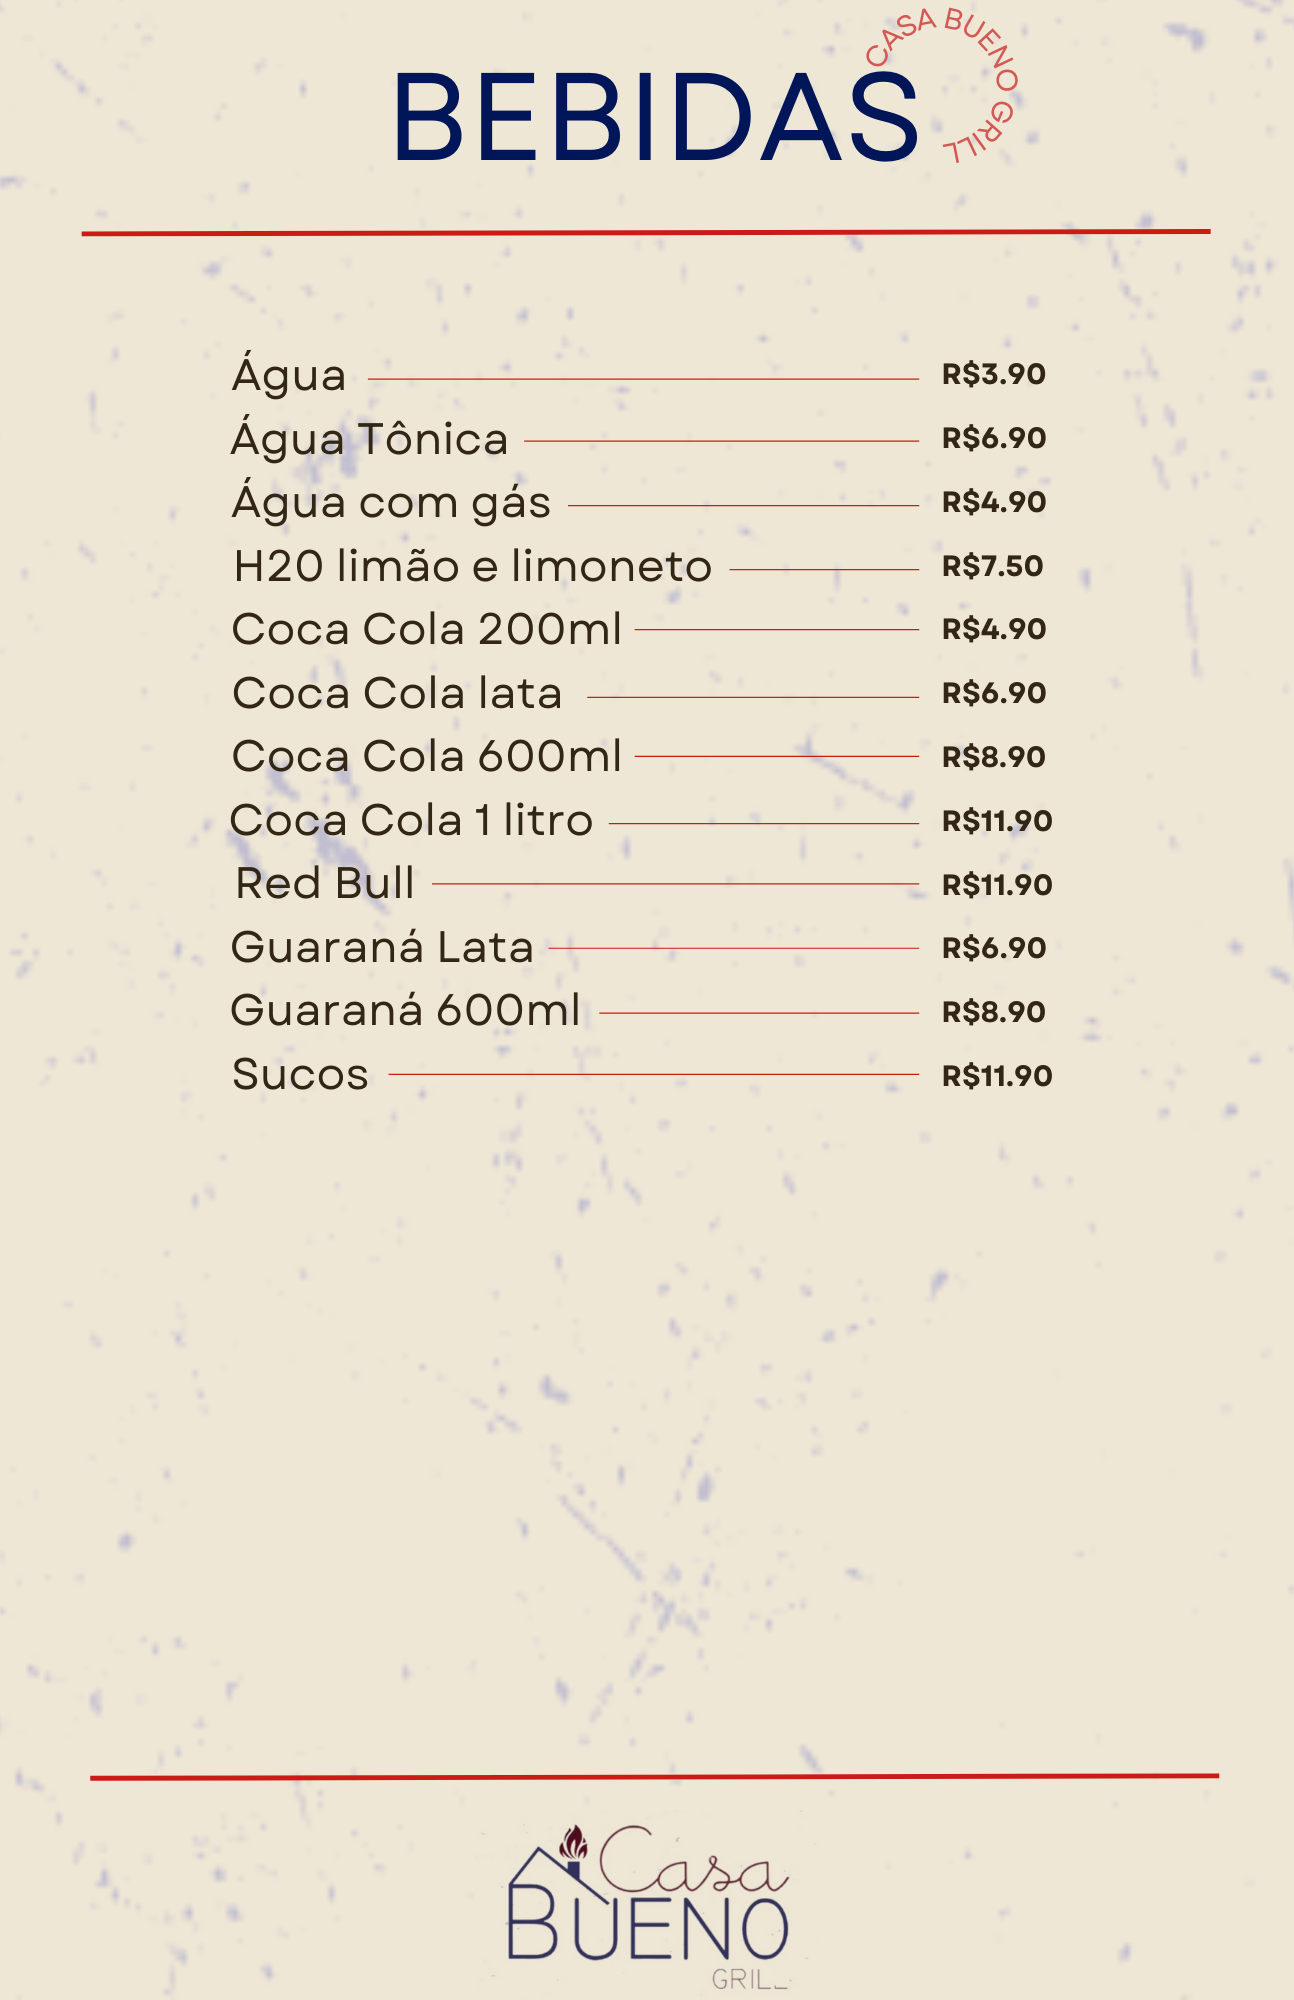 CASA BUENO GRILL
BEBIDAS
Água R$3.90
Água Tônica R$6.90
Água com gás R$4.90
H20 limão e limoneto R$7.50
Coca Cola 200ml R$4.90
Coca Cola lata R$6.90
Coca Cola 600ml R$8.90
Coca Cola 1 litro R$11.90
Red Bull R$11.90
Guaraná Lata R$6.90
Guaraná 600ml R$8.90
Sucos R$11.90
Casa
BUENO
GRILL